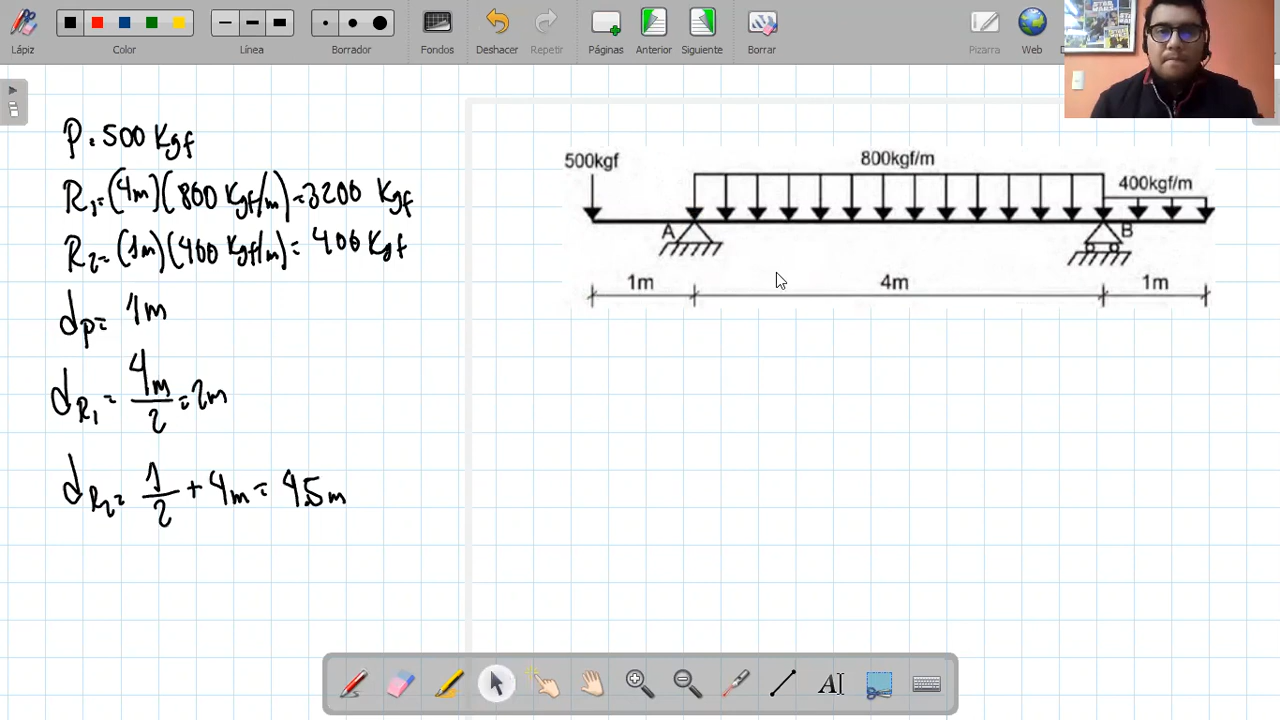 Lápiz
Color
Línea
Borrador
Fondos
Deshacer
Repetir
Páginas
Anterior
Siguiente
Borrar
Pizarra
Web
P. 500 Kgf
R1=(4m)(800 Kgf/m)=3200 Kgf
R2=(1m)(400 Kgf/m)= 400 Kgf
dP= 1m
dR1= 4m/2 = 2m
dR2= 1/2 + 4m= 4.5m
500kgf
800kgf/m
400kgf/m
A
B
1m
4m
1m
AI